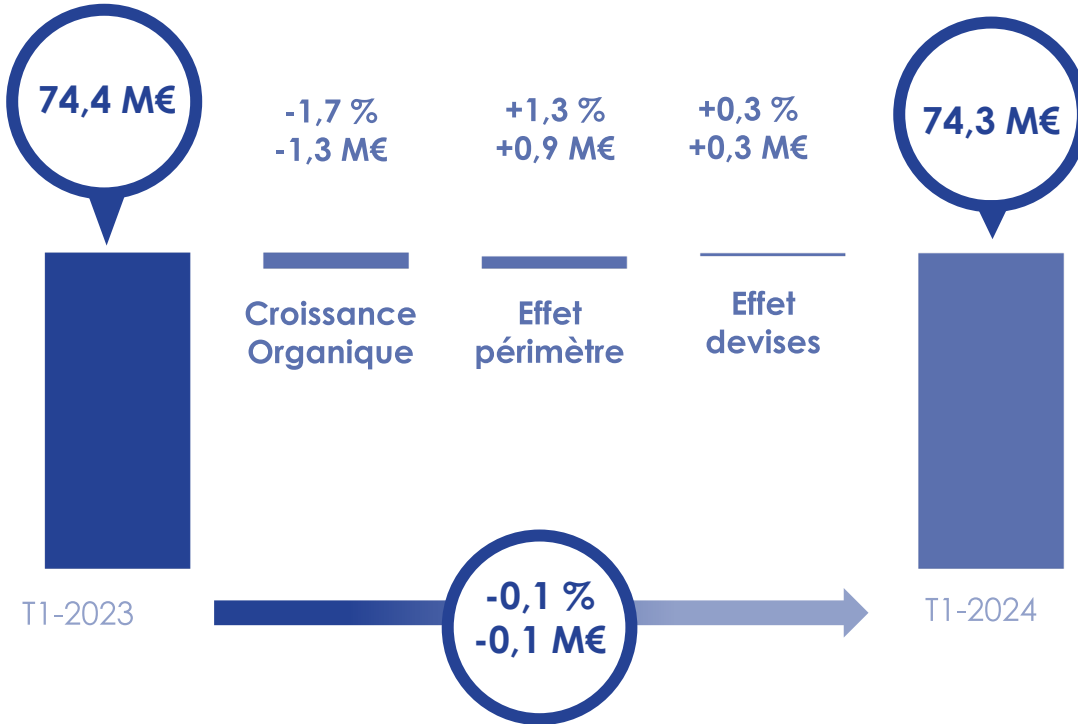 74,4 M€
-1,7 %
-1,3 M€
+1,3 %
+0,9 M€
+0,3 %
+0,3 M€
74,3 M€
Croissance
Organique
Effet
périmètre
Effet
devises
T1-2023
-0,1 %
-0,1 M€
T1-2024